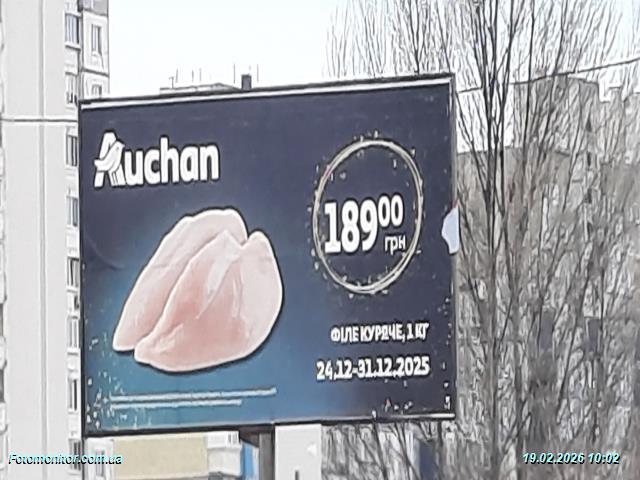 Auchan
189⁰⁰
грн
ФІЛЕ КУРЯЧЕ, 1 КГ
24.12-31.12.2025
Fotomonitor.com.ua
19.02.2026 10:02